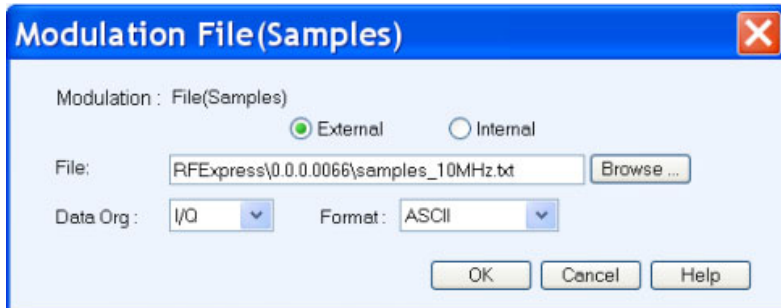 Modulation File(Samples)
Modulation : File(Samples)
External Internal
File: RFExpress\0.0.0.0066\samples_10MHz.txt Browse ...
Data Org : I/Q Format : ASCII
OK Cancel Help